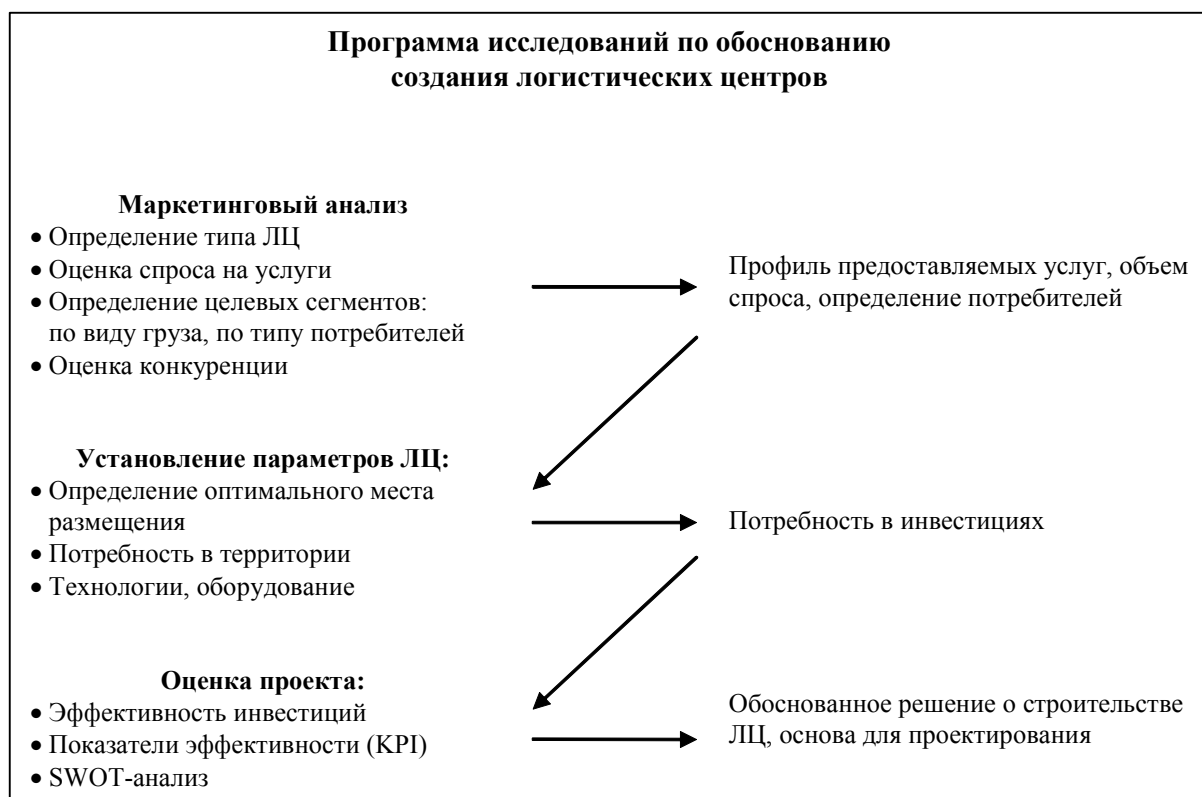 Программа исследований по обоснованию
создания логистических центров
Маркетинговый анализ
• Определение типа ЛЦ
• Оценка спроса на услуги
• Определение целевых сегментов:
по виду груза, по типу потребителей
• Оценка конкуренции
Профиль предоставляемых услуг, объем
спроса, определение потребителей
Установление параметров ЛЦ:
• Определение оптимального места
размещения
• Потребность в территории
• Технологии, оборудование
Потребность в инвестициях
Оценка проекта:
• Эффективность инвестиций
• Показатели эффективности (KPI)
• SWOT-анализ
Обоснованное решение о строительстве
ЛЦ, основа для проектирования